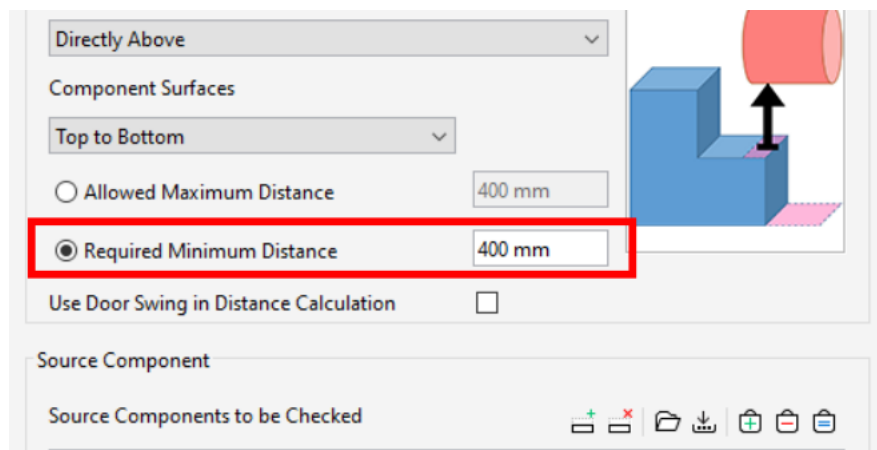 Directly Above
Component Surfaces
Top to Bottom
Allowed Maximum Distance 400 mm
Required Minimum Distance 400 mm
Use Door Swing in Distance Calculation
Source Component
Source Components to be Checked